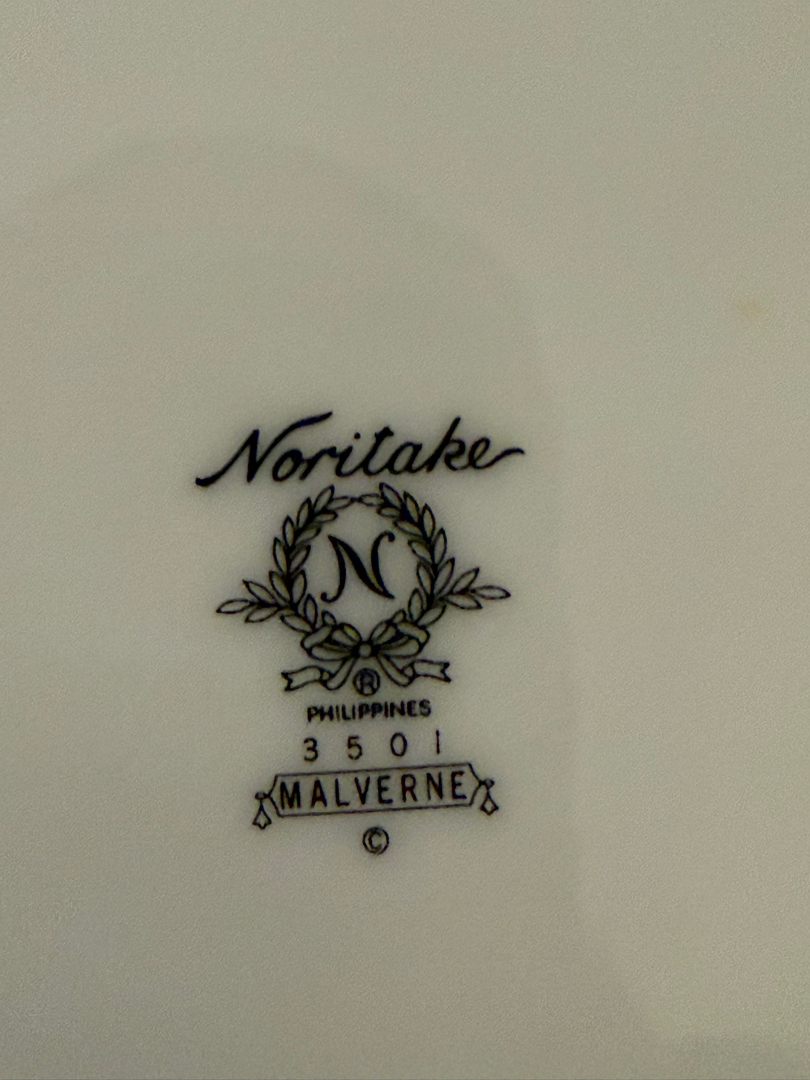 Noritake
N
®
PHILIPPINES
3501
MALVERNE
©